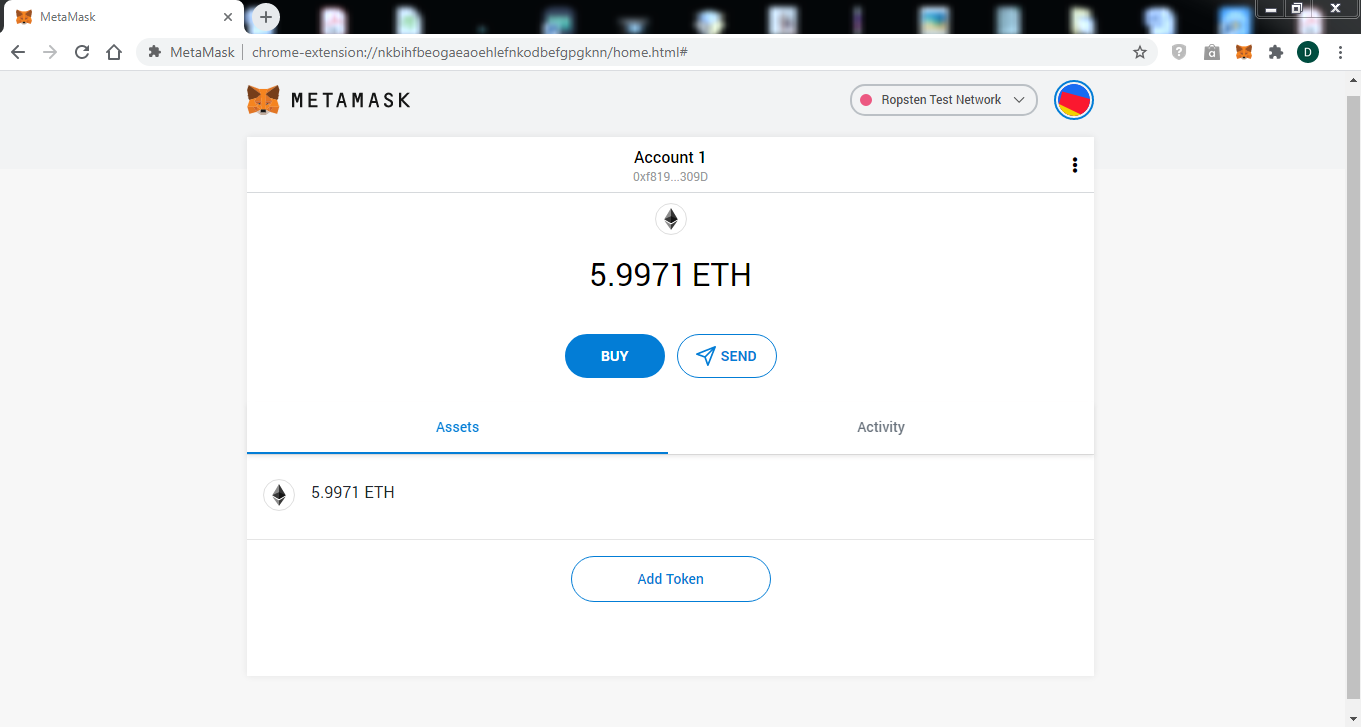 MetaMask
MetaMask chrome-extension://nkbihfbeogaeaoehlefnkodbefgpgknn/home.html#
D
METAMASK
Ropsten Test Network
Account 1
0xf819...309D
5.9971 ETH
BUY
SEND
Assets
Activity
5.9971 ETH
Add Token